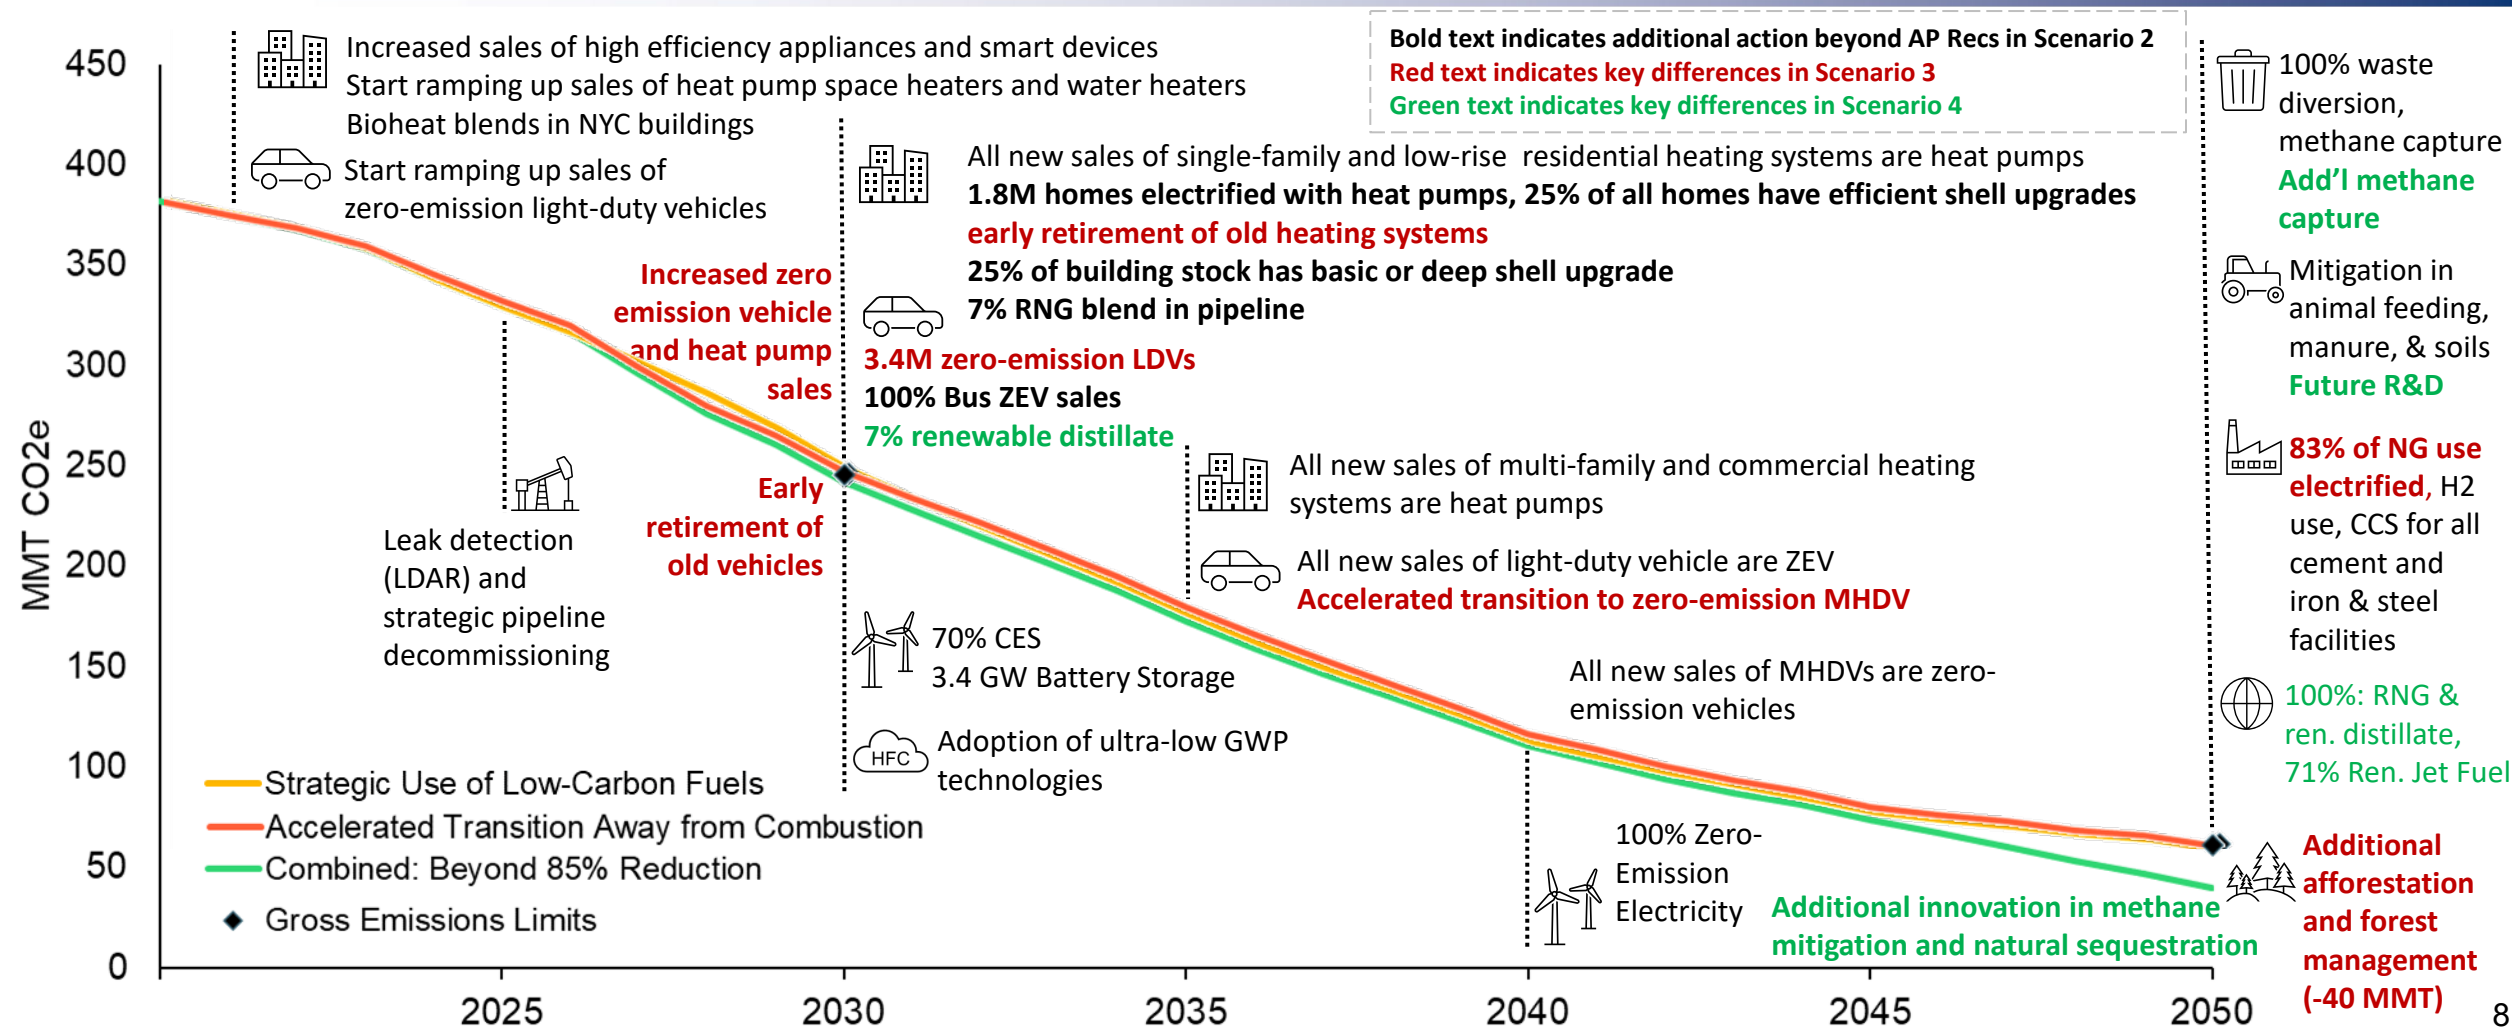 Bold text indicates additional action beyond AP Recs in Scenario 2
Red text indicates key differences in Scenario 3
Green text indicates key differences in Scenario 4
MMT CO2e
450
400
350
300
250
200
150
100
50
0
Increased sales of high efficiency appliances and smart devices
Start ramping up sales of heat pump space heaters and water heaters
Bioheat blends in NYC buildings
Start ramping up sales of
zero-emission light-duty vehicles
Leak detection
(LDAR) and
strategic pipeline
decommissioning
Increased zero
emission vehicle
and heat pump
sales
Early
retirement of
old vehicles
All new sales of single-family and low-rise residential heating systems are heat pumps
1.8M homes electrified with heat pumps, 25% of all homes have efficient shell upgrades
early retirement of old heating systems
25% of building stock has basic or deep shell upgrade
7% RNG blend in pipeline
3.4M zero-emission LDVs
100% Bus ZEV sales
7% renewable distillate
70% CES
3.4 GW Battery Storage
HFC
Adoption of ultra-low GWP
technologies
All new sales of multi-family and commercial heating
systems are heat pumps
All new sales of light-duty vehicle are ZEV
Accelerated transition to zero-emission MHDV
All new sales of MHDVs are zero-
emission vehicles
100% Zero-
Emission
Electricity
Additional innovation in methane
mitigation and natural sequestration
100% waste
diversion,
methane capture
Add'l methane
capture
Mitigation in
animal feeding,
manure, & soils
Future R&D
83% of NG use
electrified, H2
use, CCS for all
cement and
iron & steel
facilities
100%: RNG &
ren. distillate,
71% Ren. Jet Fuel
Additional
afforestation
and forest
management
(-40 MMT)
Strategic Use of Low-Carbon Fuels
Accelerated Transition Away from Combustion
Combined: Beyond 85% Reduction
Gross Emissions Limits
2025
2030
2035
2040
2045
2050
8